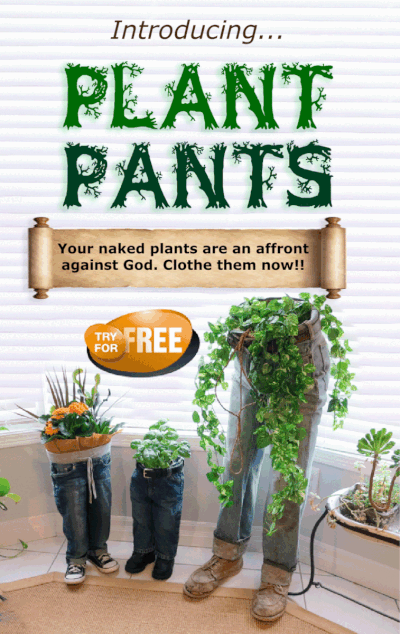 Introducing...
PLANT
PANTS
Your naked plants are an affront
against God. Clothe them now!!
TRY
FOR
FREE